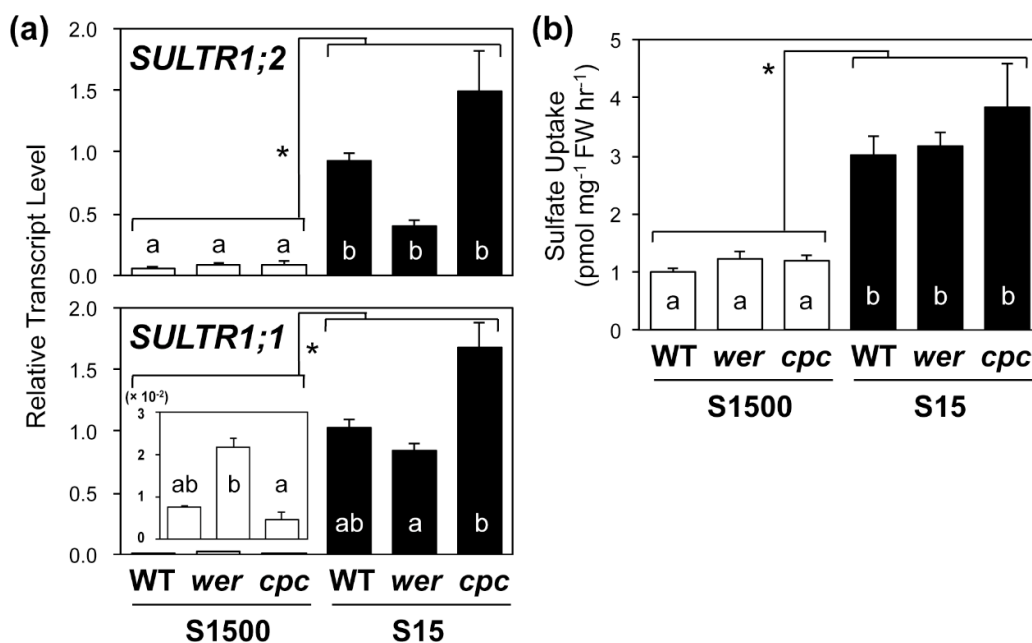 (a)
Relative Transcript Level
2.0
1.5
1.0
0.5
0.0
SULTR1;2
*
a a a b b b
2.0
1.5
1.0
0.5
0.0
SULTR1;1
*
(× 10⁻²)
3
2
1
0
ab b a
ab a b
WT wer cpc WT wer cpc
S1500 S15
(b)
Sulfate Uptake
(pmol mg⁻¹ FW hr⁻¹)
5
4
3
2
1
0
*
a a a b b b
WT wer cpc WT wer cpc
S1500 S15